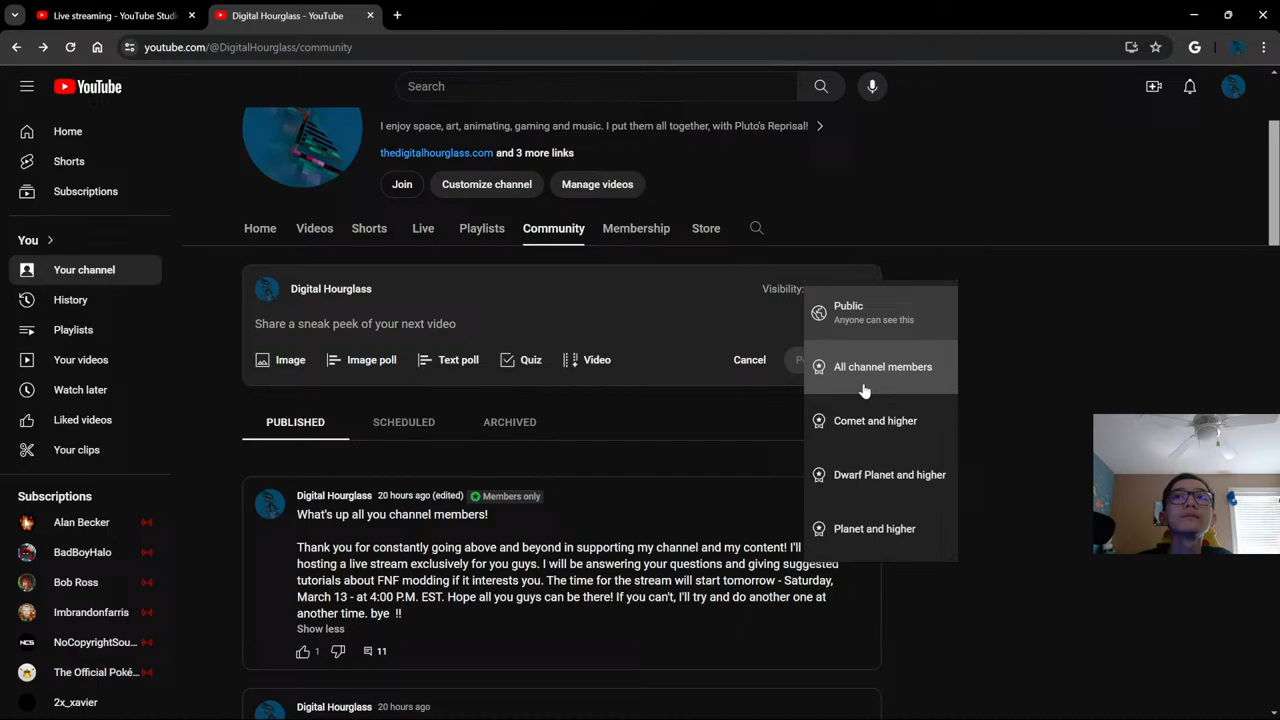 Live streaming - YouTube Studi
Digital Hourglass - YouTube
youtube.com/@DigitalHourglass/community
YouTube
Search
Home
Shorts
Subscriptions
You
Your channel
History
Playlists
Your videos
Watch later
Liked videos
Your clips
Subscriptions
Alan Becker
BadBoyHalo
Bob Ross
Imbrandonfarris
NoCopyrightSou...
The Official Poké...
2x_xavier
I enjoy space, art, animating, gaming and music. I put them all together, with Pluto's Reprisal!
thedigitalhourglass.com and 3 more links
Join Customize channel Manage videos
Home Videos Shorts Live Playlists Community Membership Store
Digital Hourglass Visibility:
Share a sneak peek of your next video
Image Image poll Text poll Quiz Video Cancel
Public
Anyone can see this
All channel members
Comet and higher
Dwarf Planet and higher
Planet and higher
PUBLISHED SCHEDULED ARCHIVED
Digital Hourglass 20 hours ago (edited) Members only
What's up all you channel members!
Thank you for constantly going above and beyond in supporting my channel and my content! I'll
hosting a live stream exclusively for you guys. I will be answering your questions and giving suggested
tutorials about FNF modding if it interests you. The time for the stream will start tomorrow - Saturday,
March 13 - at 4:00 P.M. EST. Hope all you guys can be there! If you can't, I'll try and do another one at
another time. bye !!
Show less
1 11
Digital Hourglass 20 hours ago